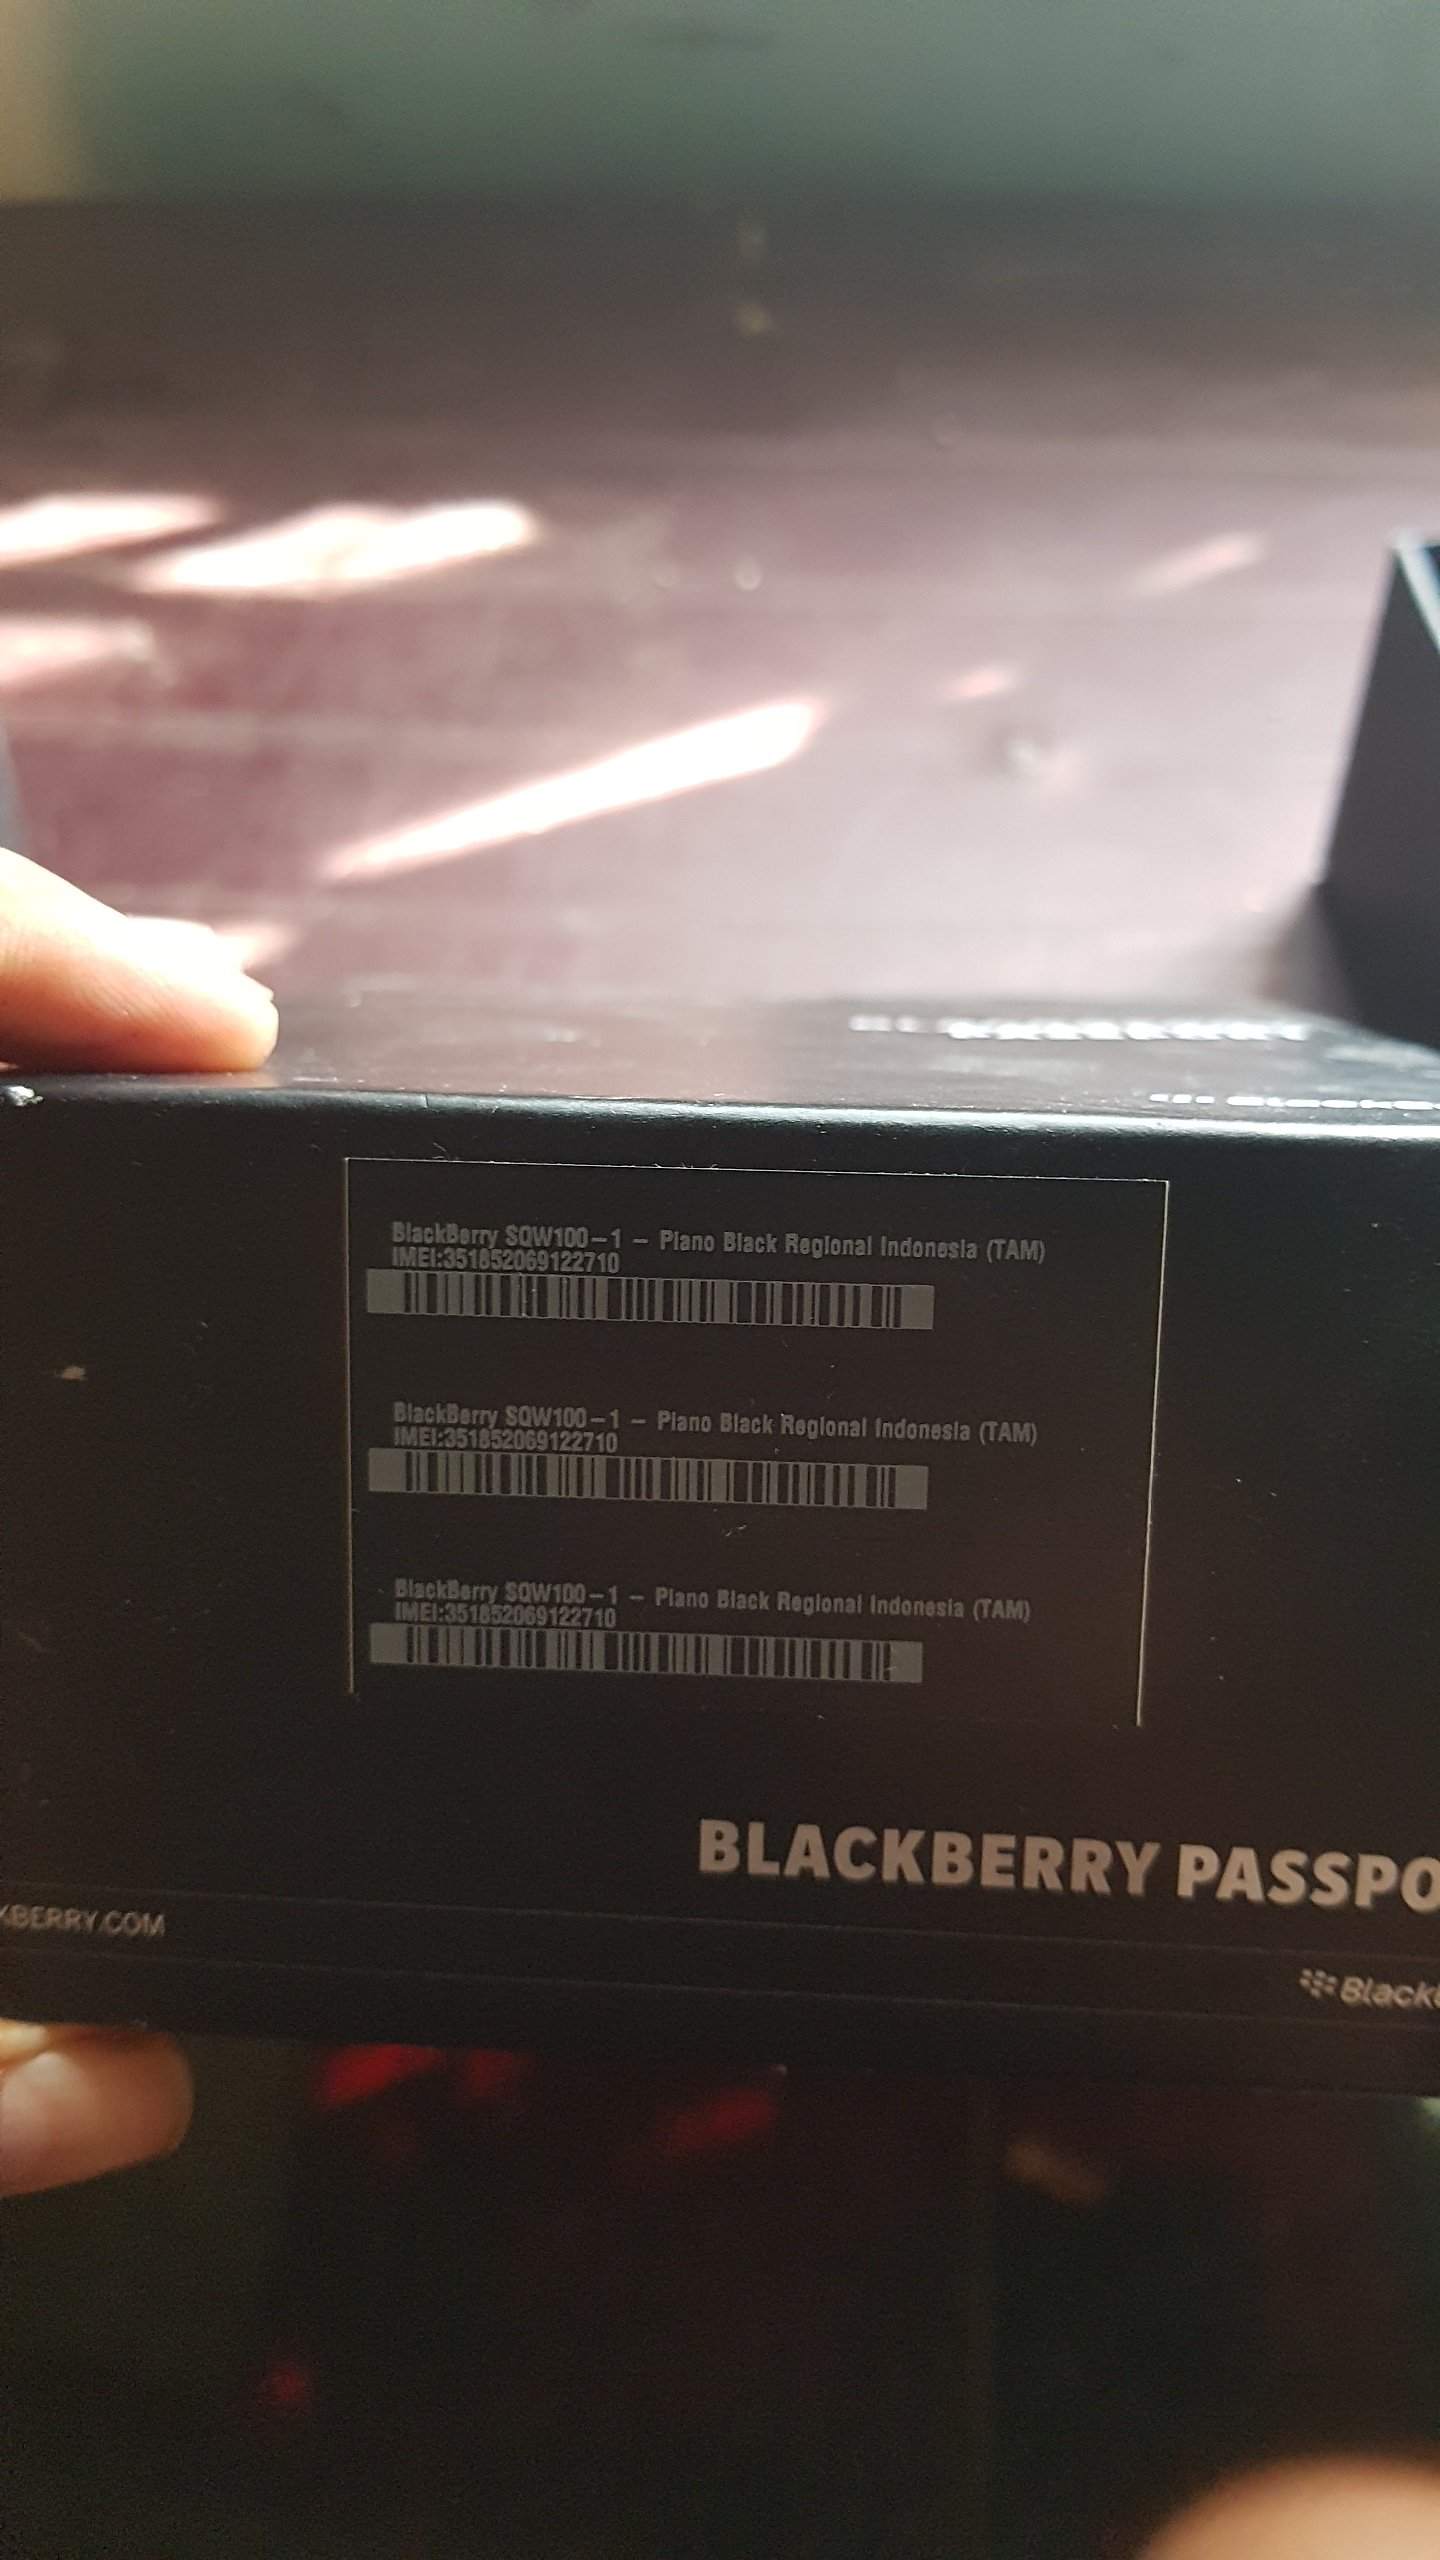 BlackBerry SQW100-1 - Piano Black Regional Indonesia (TAM)
IMEI:351852069122710
BlackBerry SQW100-1 - Piano Black Regional Indonesia (TAM)
IMEI:351852069122710
BlackBerry SQW100-1 - Piano Black Regional Indonesia (TAM)
IMEI:351852069122710
BLACKBERRY PASSPO
KBERRY.COM
Black